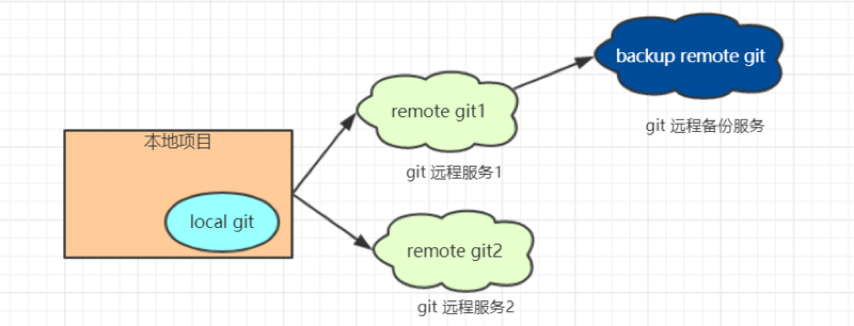 backup remote git
git 远程备份服务
remote git1
git 远程服务1
本地项目
local git
remote git2
git 远程服务2